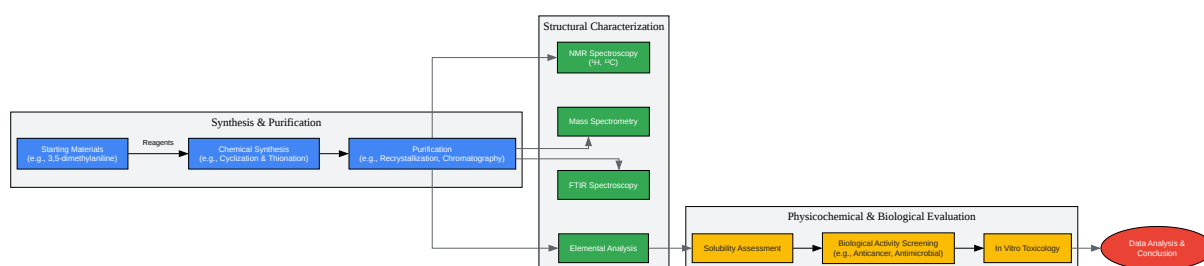 Synthesis & Purification
Starting Materials
(e.g., 3,5-dimethylaniline)
Reagents
Chemical Synthesis
(e.g., Cyclization & Thionation)
Purification
(e.g., Recrystallization, Chromatography)
Structural Characterization
NMR Spectroscopy
(¹H, ¹³C)
Mass Spectrometry
FTIR Spectroscopy
Elemental Analysis
Physicochemical & Biological Evaluation
Solubility Assessment
Biological Activity Screening
(e.g., Anticancer, Antimicrobial)
In Vitro Toxicology
Data Analysis &
Conclusion